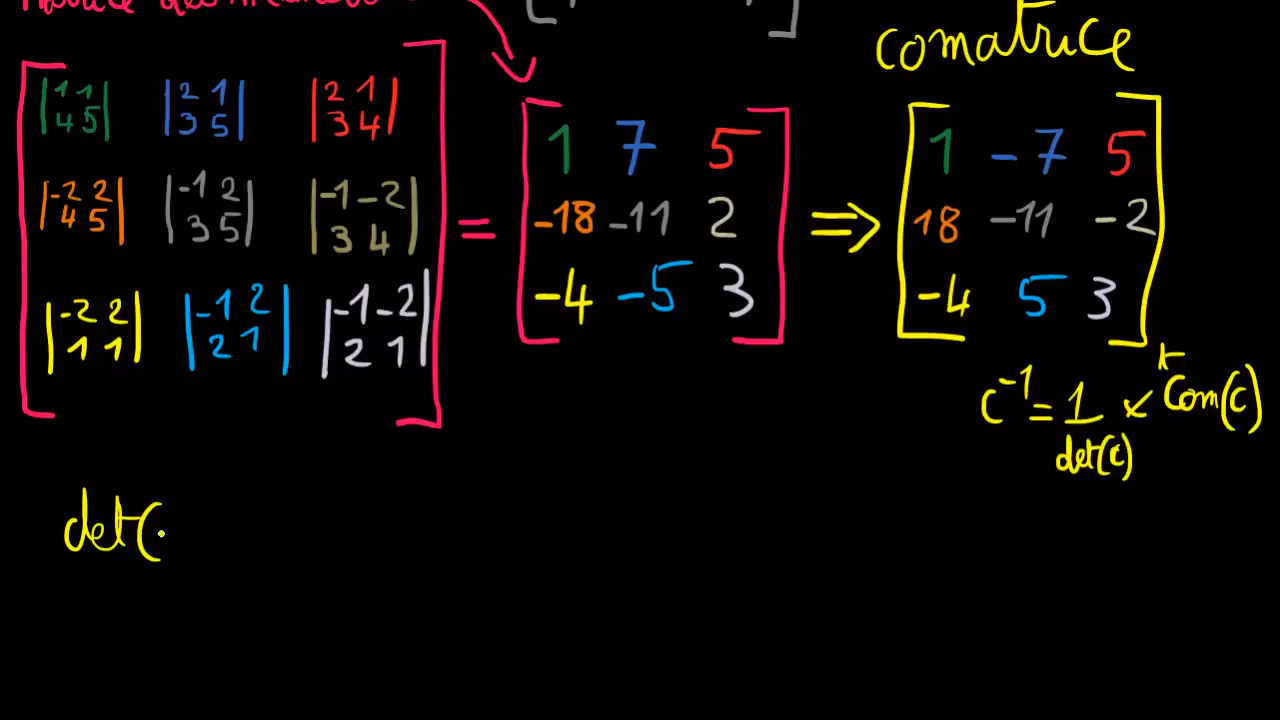 comatrice
|1 1| |2 1| |2 1|
|4 5| |3 5| |3 4|
|-2 2| |-1 2| |-1 -2|
|4 5| |3 5| |3 4|
|-2 2| |-1 2| |-1 -2|
|1 1| |2 1| |2 1|
=
1 7 5
-18 -11 2
-4 -5 3
⇒
1 -7 5
18 -11 -2
-4 5 3
C⁻¹ = 1/det(C) × ᵗCom(C)
det(